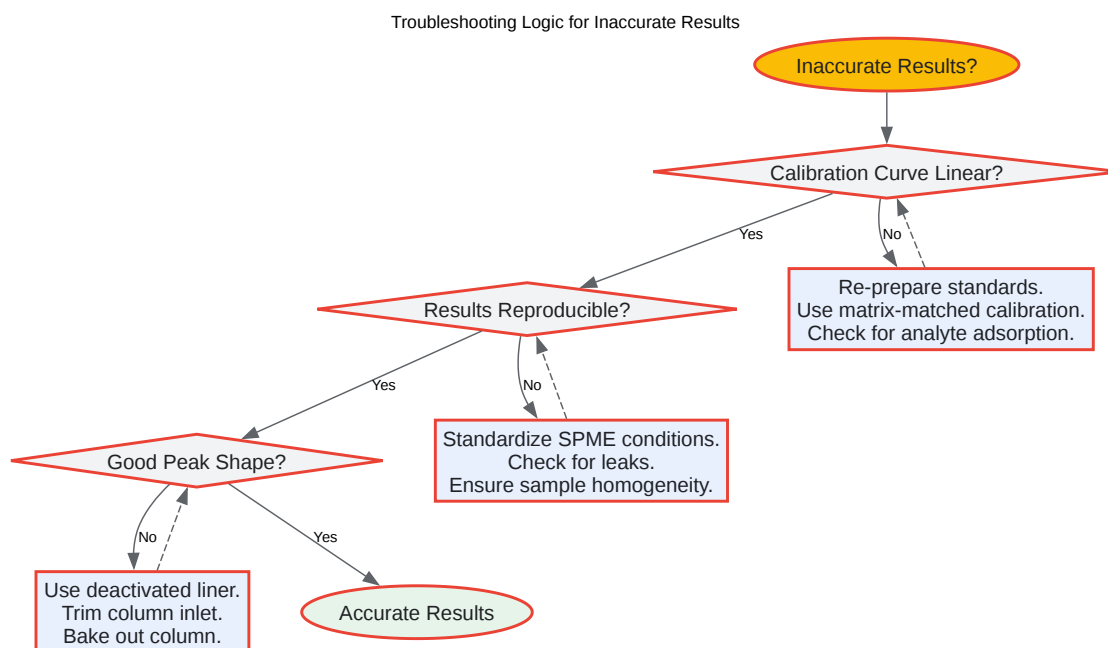 Troubleshooting Logic for Inaccurate Results
Inaccurate Results?
Calibration Curve Linear?
Yes
No
Re-prepare standards.
Use matrix-matched calibration.
Check for analyte adsorption.
Results Reproducible?
Yes
No
Standardize SPME conditions.
Check for leaks.
Ensure sample homogeneity.
Good Peak Shape?
No
Yes
Use deactivated liner.
Trim column inlet.
Bake out column.
Accurate Results